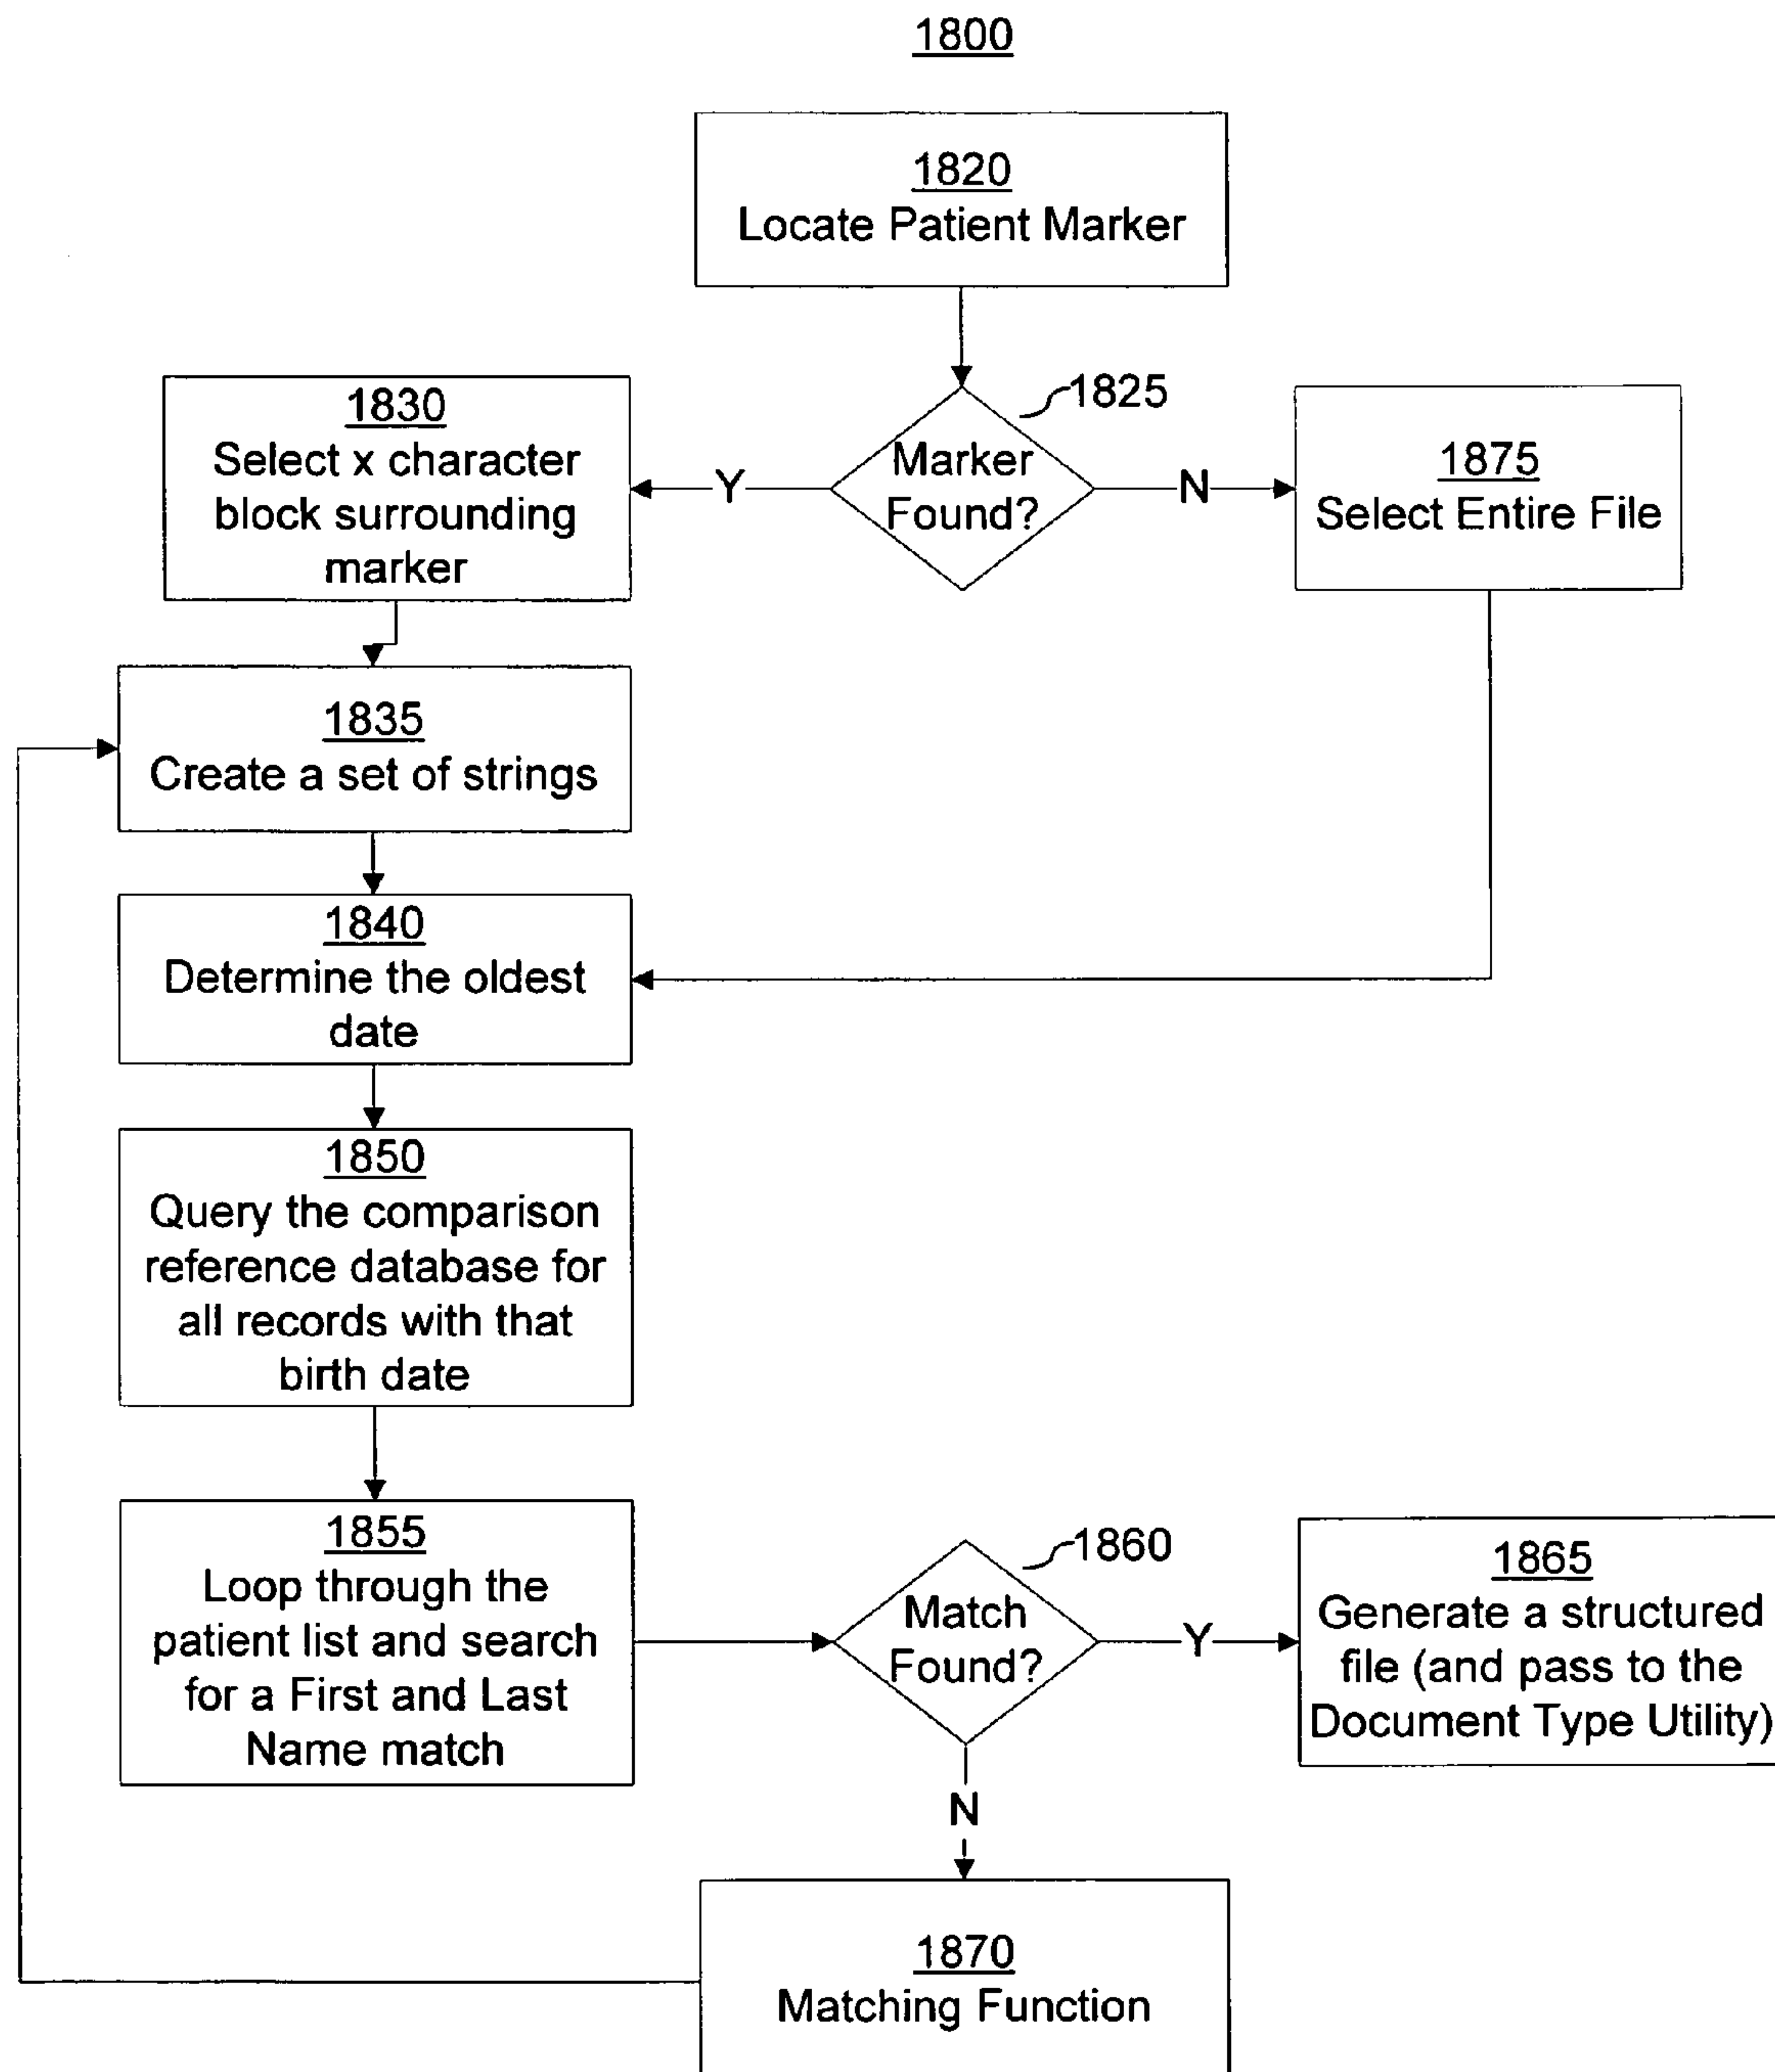 1800
1820
Locate Patient Marker
1825
Marker
Found?
Y
N
1830
Select x character
block surrounding
marker
1875
Select Entire File
1835
Create a set of strings
1840
Determine the oldest
date
1850
Query the comparison
reference database for
all records with that
birth date
1855
Loop through the
patient list and search
for a First and Last
Name match
1860
Match
Found?
Y
1865
Generate a structured
file (and pass to the
Document Type Utility)
N
1870
Matching Function